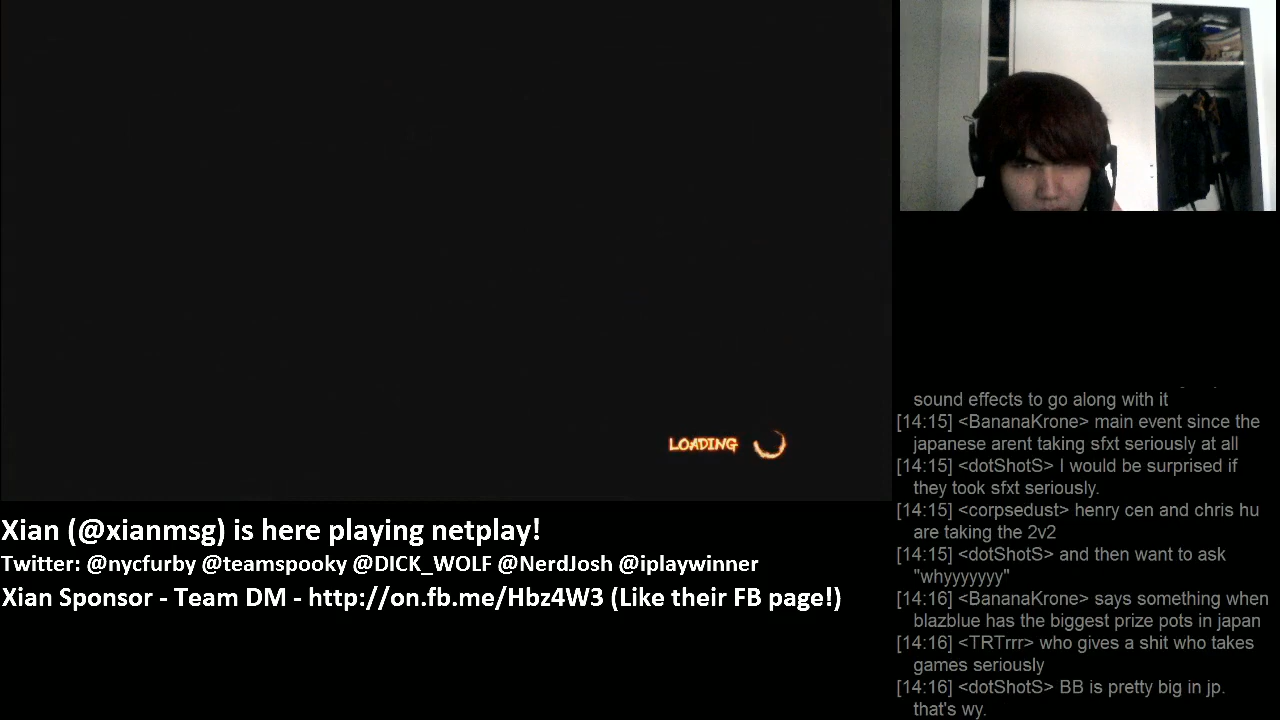 LOADING
Xian (@xianmsg) is here playing netplay!
Twitter: @nycfurby @teamspooky @DICK_WOLF @NerdJosh @iplaywinner
Xian Sponsor - Team DM - http://on.fb.me/Hbz4W3 (Like their FB page!)
sound effects to go along with it
[14:15] <BananaKrone> main event since the
japanese arent taking sfxt seriously at all
[14:15] <dotShotS> I would be surprised if
they took sfxt seriously.
[14:15] <corpsedust> henry cen and chris hu
are taking the 2v2
[14:15] <dotShotS> and then want to ask
"whyyyyyyy"
[14:16] <BananaKrone> says something when
blazblue has the biggest prize pots in japan
[14:16] <TRTrrr> who gives a shit who takes
games seriously
[14:16] <dotShotS> BB is pretty big in jp.
that's wy.